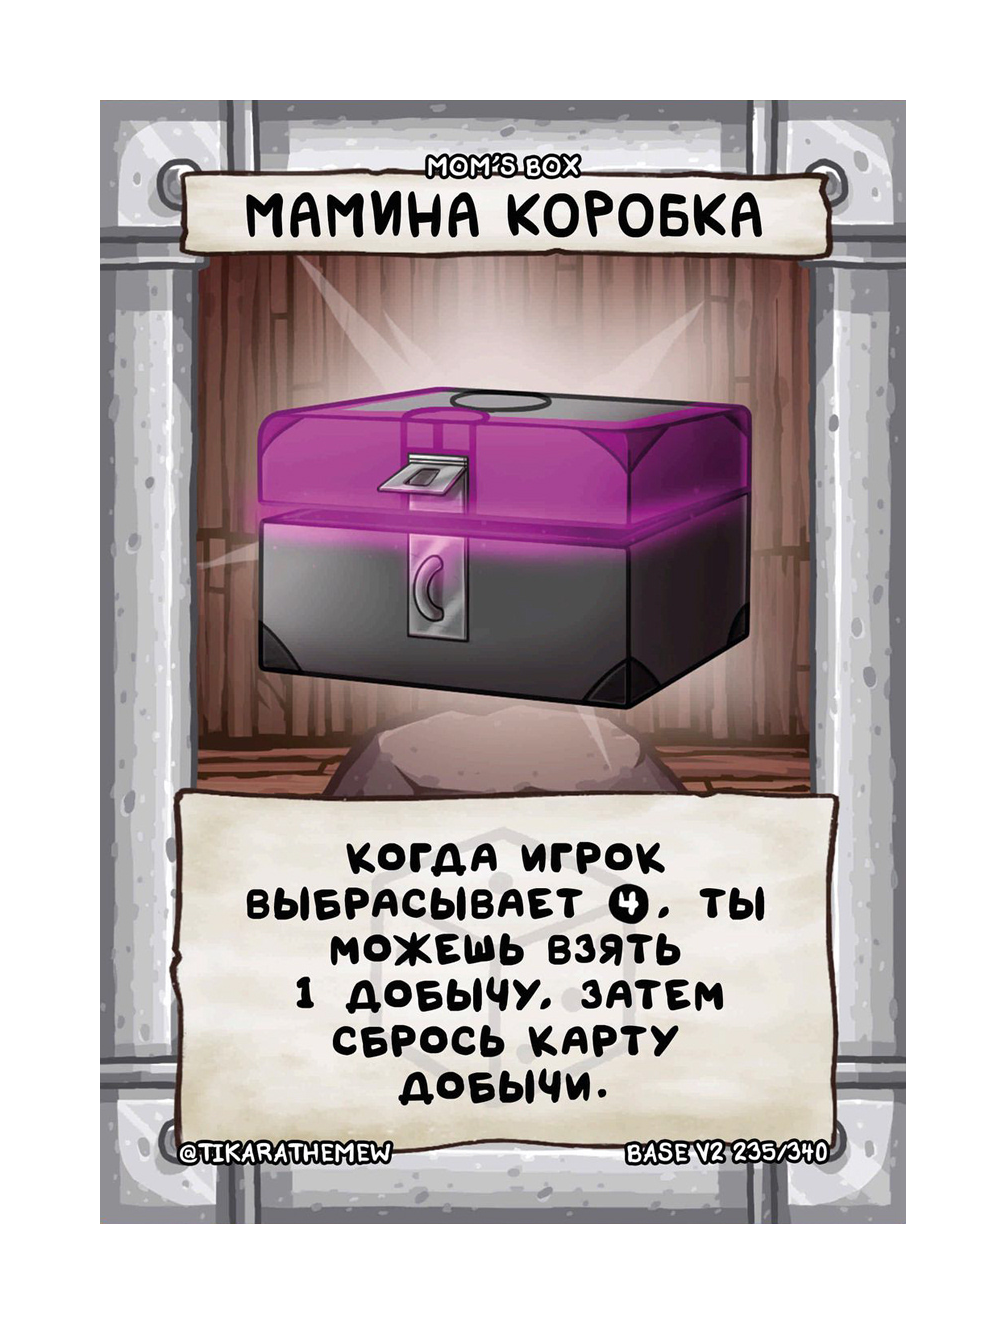 MOM'S BOX
МАМИНА КОРОБКА
КОГДА ИГРОК
ВЫБРАСЫВАЕТ 4, ТЫ
МОЖЕШЬ ВЗЯТЬ
1 ДОБЫЧУ, ЗАТЕМ
СБРОСЬ КАРТУ
ДОБЫЧИ.
@TIKARATHEMEW
BASE V2 235/340